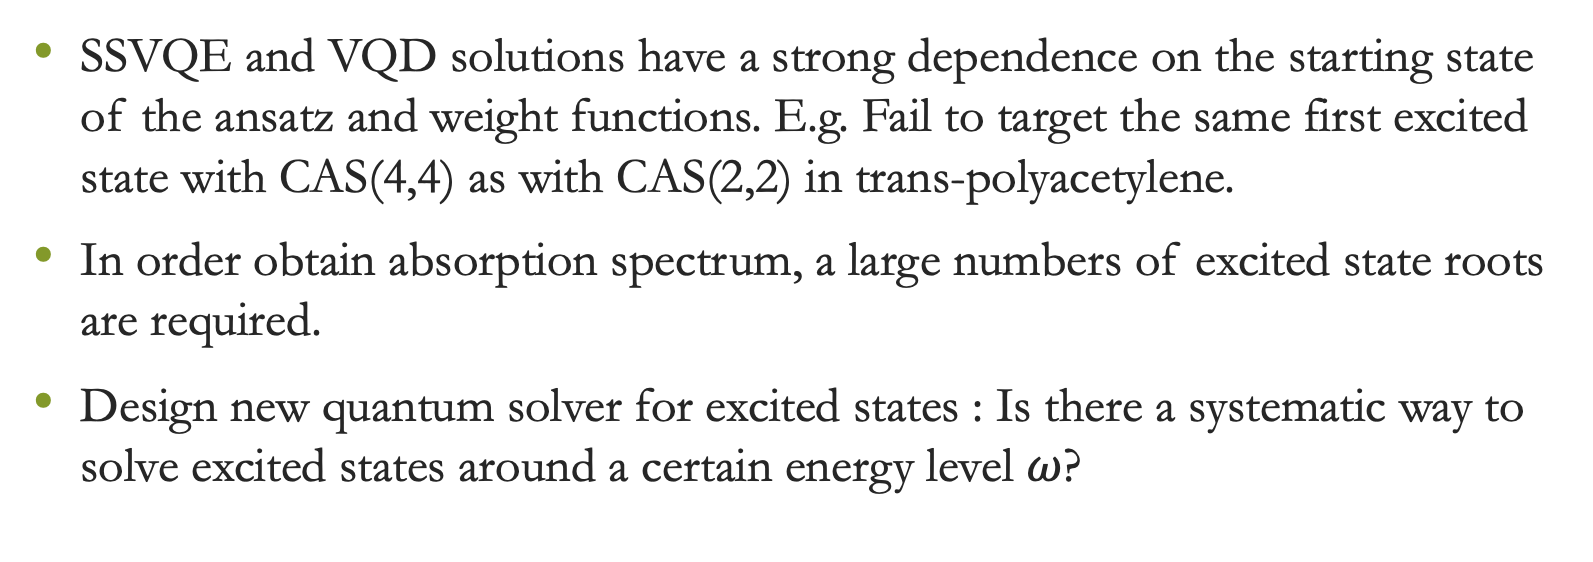 • SSVQE and VQD solutions have a strong dependence on the starting state
of the ansatz and weight functions. E.g. Fail to target the same first excited
state with CAS(4,4) as with CAS(2,2) in trans-polyacetylene.
• In order obtain absorption spectrum, a large numbers of excited state roots
are required.
• Design new quantum solver for excited states : Is there a systematic way to
solve excited states around a certain energy level ω?